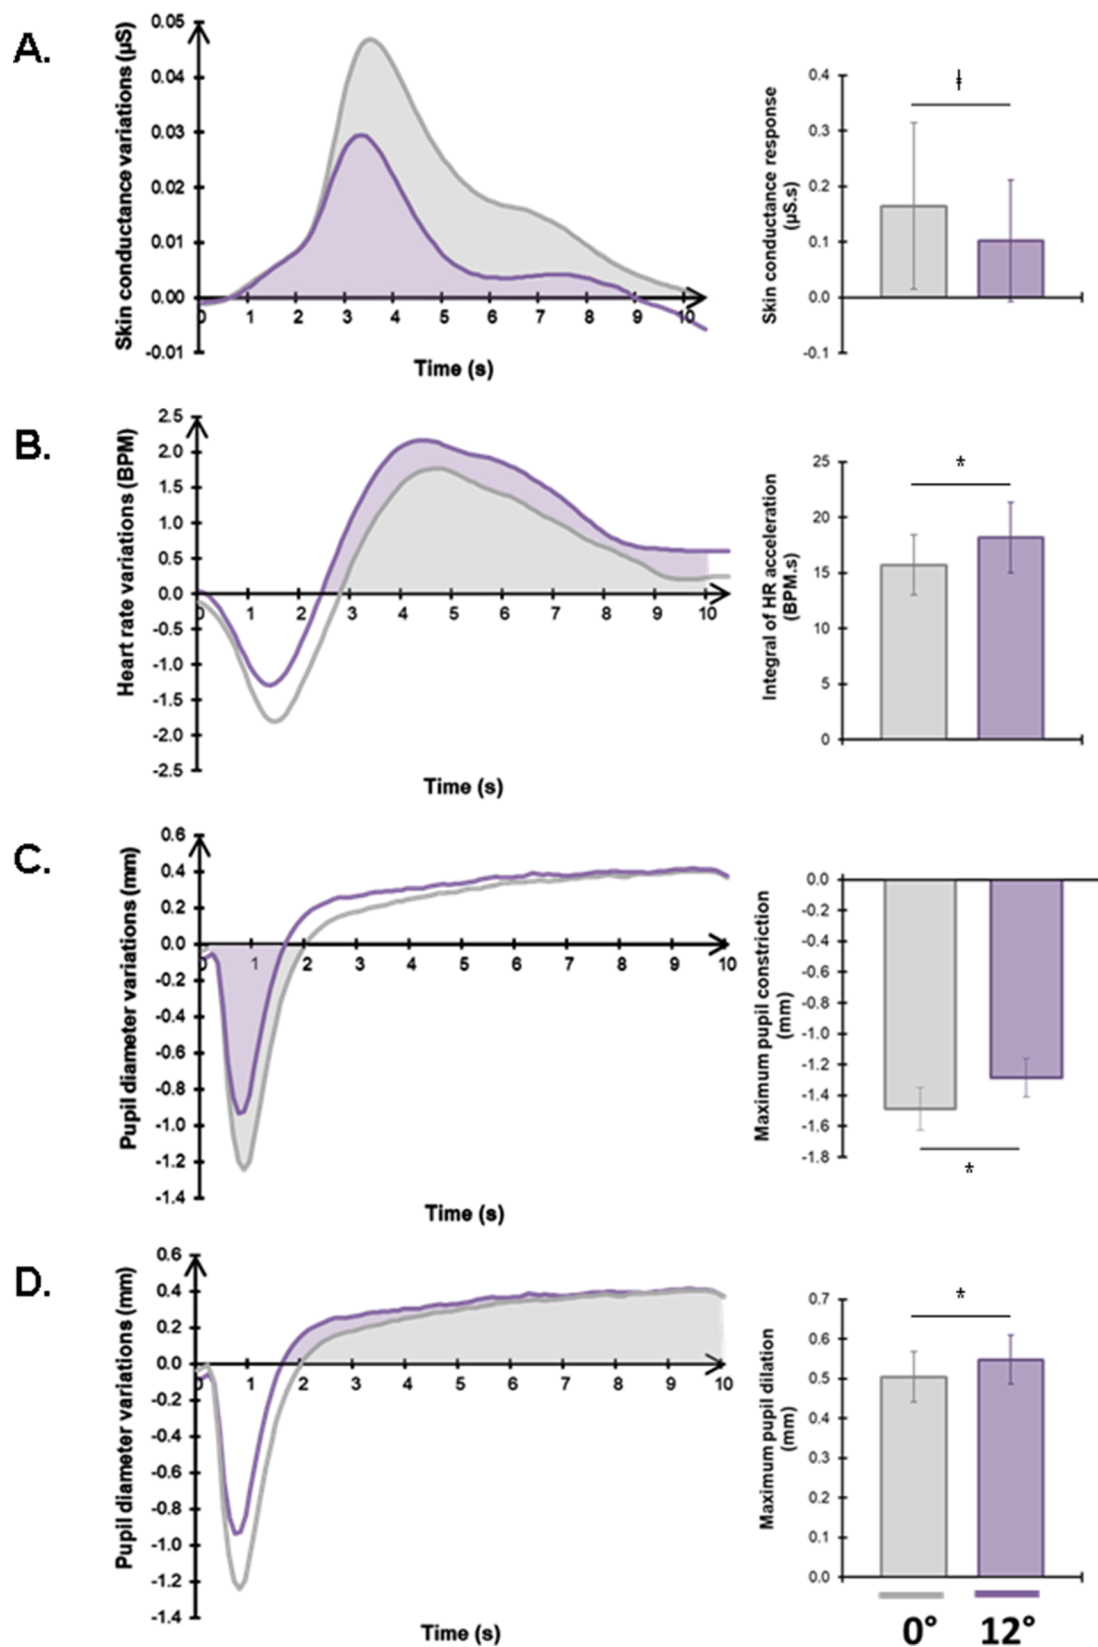 A.
Skin conductance variations (µS)
0.05
0.04
0.03
0.02
0.01
0.00
-0.01
0 1 2 3 4 5 6 7 8 9 10
Time (s)
Skin conductance response
(µS.s)
0.4
0.3
0.2
0.1
0.0
-0.1
ǂ
B.
Heart rate variations (BPM)
2.5
2.0
1.5
1.0
0.5
0.0
-0.5
-1.0
-1.5
-2.0
-2.5
0 1 2 3 4 5 6 7 8 9 10
Time (s)
Integral of HR acceleration
(BPM.s)
25
20
15
10
5
0
*
C.
Pupil diameter variations (mm)
0.6
0.4
0.2
0.0
-0.2
-0.4
-0.6
-0.8
-1.0
-1.2
-1.4
0 1 2 3 4 5 6 7 8 9 10
Time (s)
Maximum pupil constriction
(mm)
0.0
-0.2
-0.4
-0.6
-0.8
-1.0
-1.2
-1.4
-1.6
-1.8
*
D.
Pupil diameter variations (mm)
0.6
0.4
0.2
0.0
-0.2
-0.4
-0.6
-0.8
-1.0
-1.2
-1.4
0 1 2 3 4 5 6 7 8 9 10
Time (s)
Maximum pupil dilation
(mm)
0.7
0.6
0.5
0.4
0.3
0.2
0.1
0.0
*
0° 12°